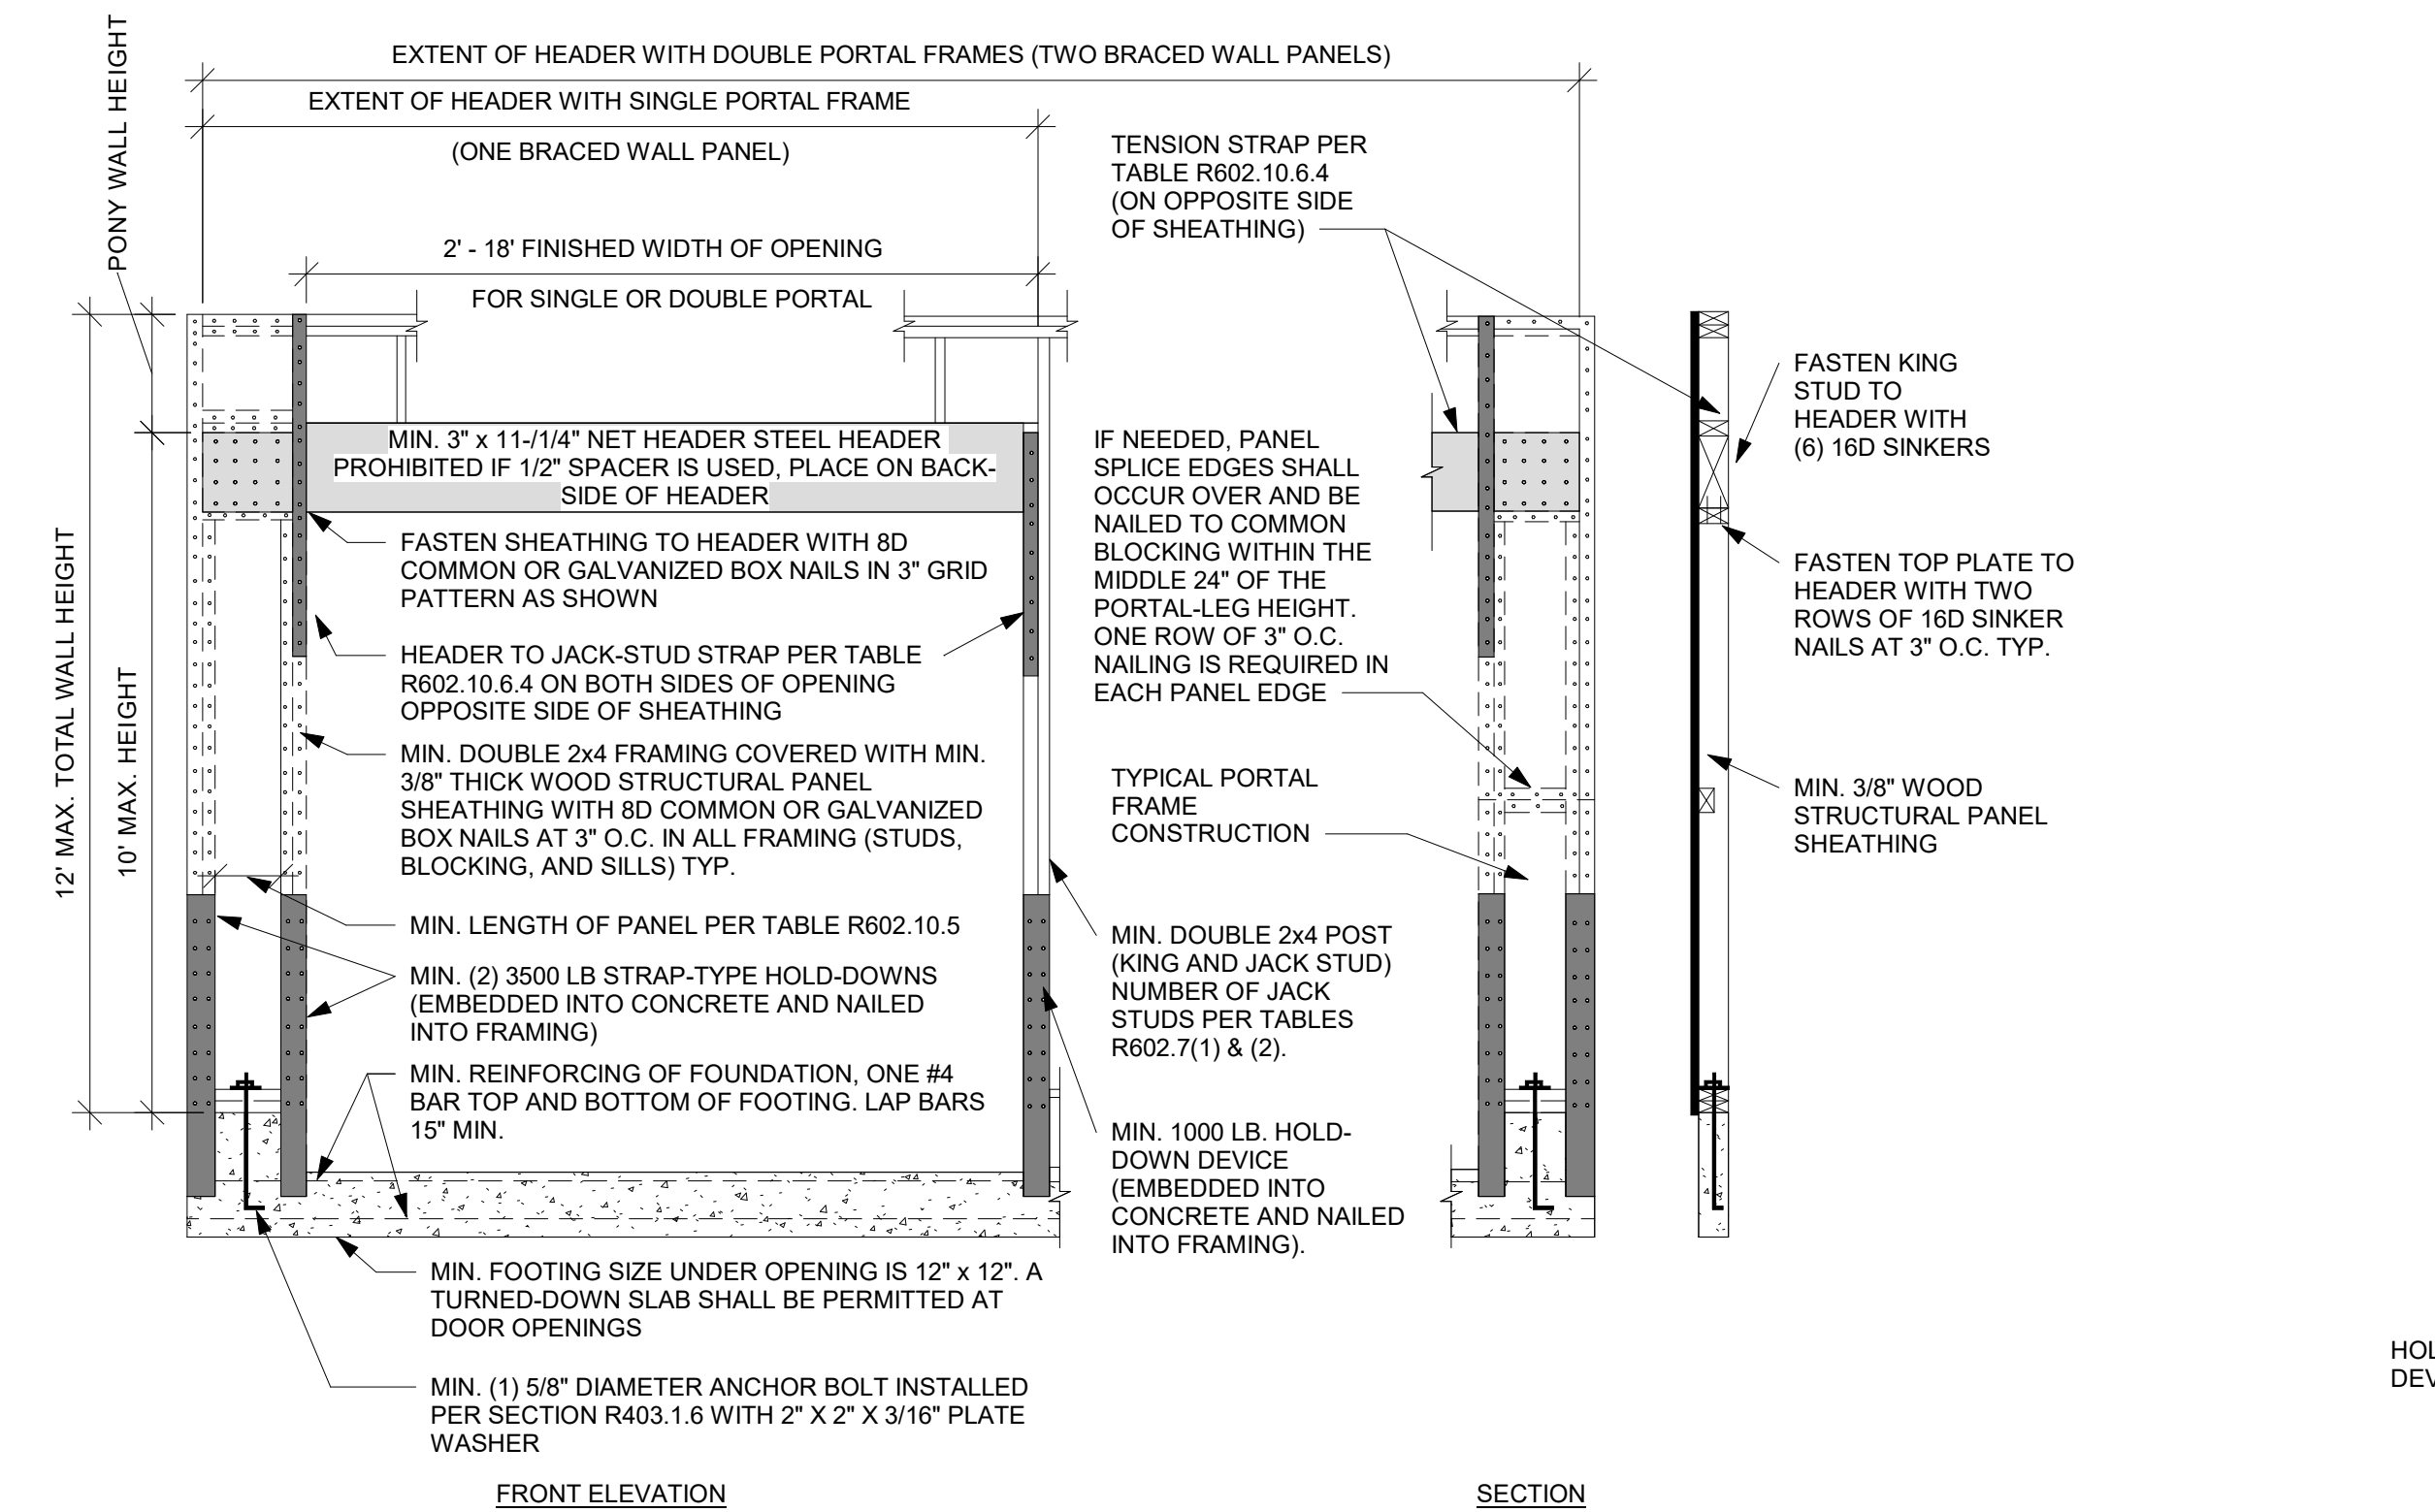 EXTENT OF HEADER WITH DOUBLE PORTAL FRAMES (TWO BRACED WALL PANELS)
EXTENT OF HEADER WITH SINGLE PORTAL FRAME
(ONE BRACED WALL PANEL)
2' - 18' FINISHED WIDTH OF OPENING
FOR SINGLE OR DOUBLE PORTAL
PONY WALL HEIGHT
12' MAX. TOTAL WALL HEIGHT
10' MAX. HEIGHT
MIN. 3" x 11-/1/4" NET HEADER STEEL HEADER
PROHIBITED IF 1/2" SPACER IS USED, PLACE ON BACK-
SIDE OF HEADER
FASTEN SHEATHING TO HEADER WITH 8D
COMMON OR GALVANIZED BOX NAILS IN 3" GRID
PATTERN AS SHOWN
HEADER TO JACK-STUD STRAP PER TABLE
R602.10.6.4 ON BOTH SIDES OF OPENING
OPPOSITE SIDE OF SHEATHING
MIN. DOUBLE 2x4 FRAMING COVERED WITH MIN.
3/8" THICK WOOD STRUCTURAL PANEL
SHEATHING WITH 8D COMMON OR GALVANIZED
BOX NAILS AT 3" O.C. IN ALL FRAMING (STUDS,
BLOCKING, AND SILLS) TYP.
MIN. LENGTH OF PANEL PER TABLE R602.10.5
MIN. (2) 3500 LB STRAP-TYPE HOLD-DOWNS
(EMBEDDED INTO CONCRETE AND NAILED
INTO FRAMING)
MIN. REINFORCING OF FOUNDATION, ONE #4
BAR TOP AND BOTTOM OF FOOTING. LAP BARS
15" MIN.
MIN. FOOTING SIZE UNDER OPENING IS 12" x 12". A
TURNED-DOWN SLAB SHALL BE PERMITTED AT
DOOR OPENINGS
MIN. (1) 5/8" DIAMETER ANCHOR BOLT INSTALLED
PER SECTION R403.1.6 WITH 2" X 2" X 3/16" PLATE
WASHER
FRONT ELEVATION
TENSION STRAP PER
TABLE R602.10.6.4
(ON OPPOSITE SIDE
OF SHEATHING)
IF NEEDED, PANEL
SPLICE EDGES SHALL
OCCUR OVER AND BE
NAILED TO COMMON
BLOCKING WITHIN THE
MIDDLE 24" OF THE
PORTAL-LEG HEIGHT.
ONE ROW OF 3" O.C.
NAILING IS REQUIRED IN
EACH PANEL EDGE
TYPICAL PORTAL
FRAME
CONSTRUCTION
MIN. DOUBLE 2x4 POST
(KING AND JACK STUD)
NUMBER OF JACK
STUDS PER TABLES
R602.7(1) & (2).
MIN. 1000 LB. HOLD-
DOWN DEVICE
(EMBEDDED INTO
CONCRETE AND NAILED
INTO FRAMING).
FASTEN KING
STUD TO
HEADER WITH
(6) 16D SINKERS
FASTEN TOP PLATE TO
HEADER WITH TWO
ROWS OF 16D SINKER
NAILS AT 3" O.C. TYP.
MIN. 3/8" WOOD
STRUCTURAL PANEL
SHEATHING
SECTION